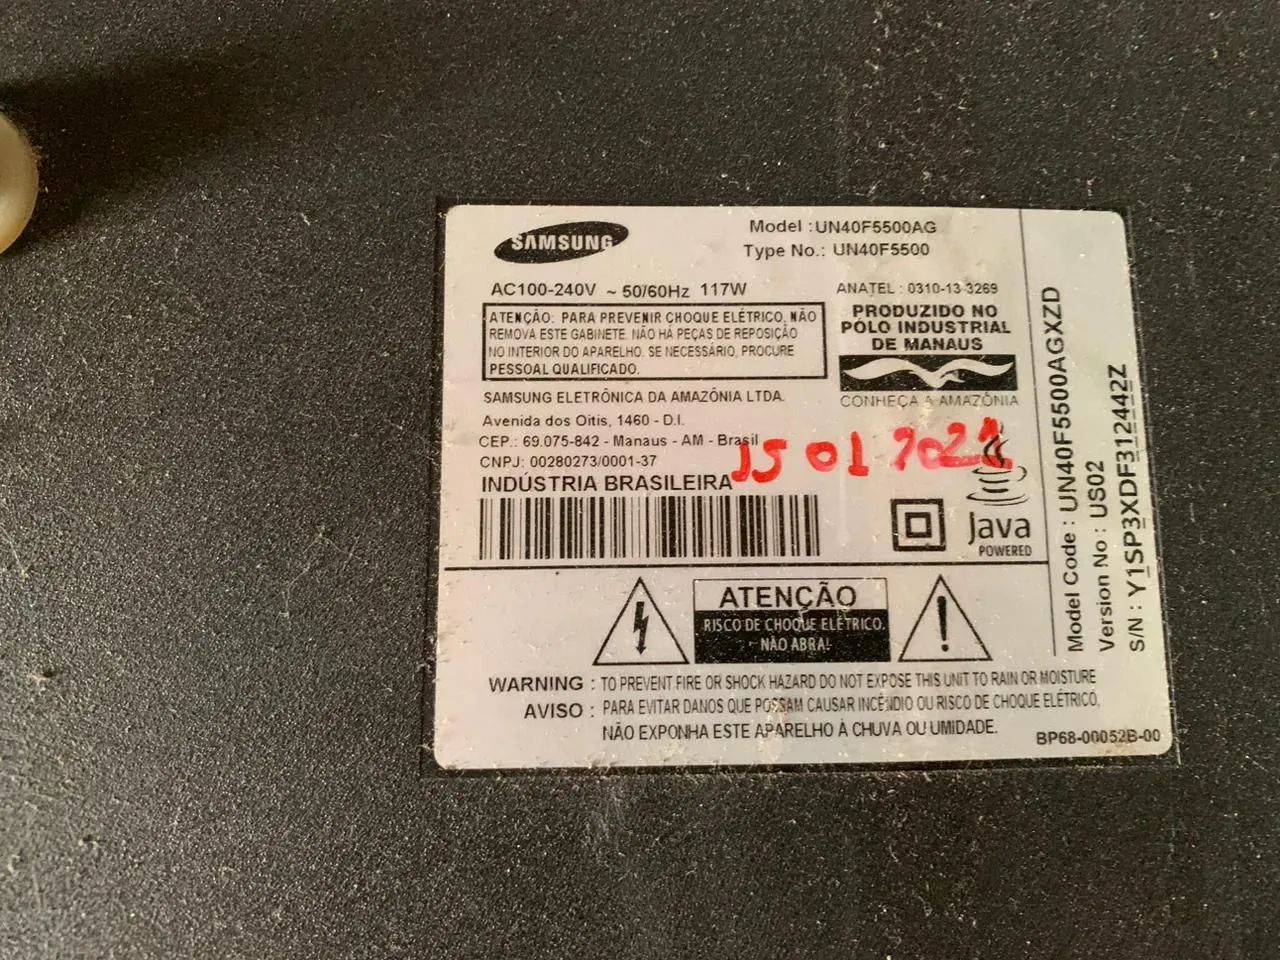 SAMSUNG
Model : UN40F5500AG
Type No.: UN40F5500
AC100-240V ~ 50/60Hz 117W
ATENÇÃO: PARA PREVENIR CHOQUE ELÉTRICO, NÃO
REMOVA ESTE GABINETE. NÃO HÁ PEÇAS DE REPOSIÇÃO
NO INTERIOR DO APARELHO. SE NECESSÁRIO, PROCURE
PESSOAL QUALIFICADO.
ANATEL : 0310-13-3269
PRODUZIDO NO
PÓLO INDUSTRIAL
DE MANAUS
CONHEÇA A AMAZÔNIA
SAMSUNG ELETRÔNICA DA AMAZÔNIA LTDA.
Avenida dos Oitis, 1460 - D.I.
CEP.: 69.075-842 - Manaus - AM - Brasil
CNPJ: 00280273/0001-37
INDÚSTRIA BRASILEIRA
15 01 2021
Java
POWERED
ATENÇÃO
RISCO DE CHOQUE ELÉTRICO.
NÃO ABRA!
WARNING : TO PREVENT FIRE OR SHOCK HAZARD DO NOT EXPOSE THIS UNIT TO RAIN OR MOISTURE
AVISO : PARA EVITAR DANOS QUE POSSAM CAUSAR INCÊNDIO OU RISCO DE CHOQUE ELÉTRICO,
NÃO EXPONHA ESTE APARELHO À CHUVA OU UMIDADE.
BP68-00052B-00
Model Code : UN40F5500AGXZD
Version No : US02
S/N : Y1SP3XDF312442Z